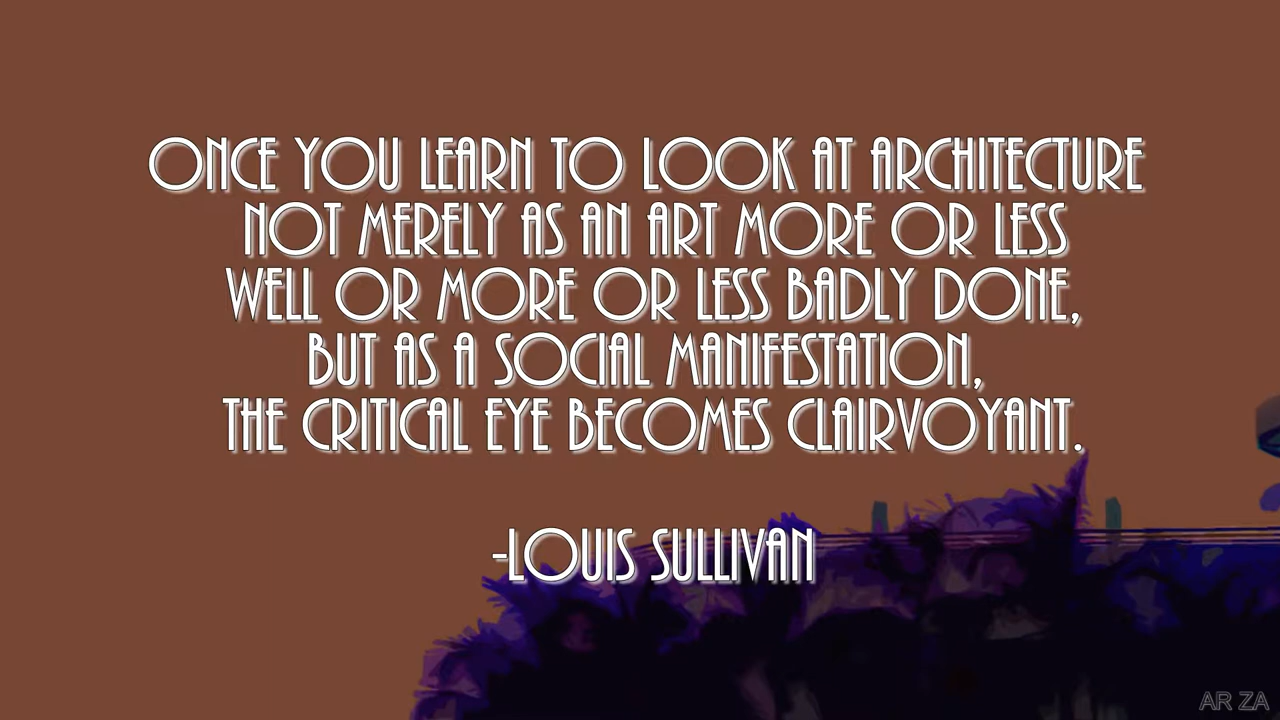 ONCE YOU LEARN TO LOOK AT ARCHITECTURE
NOT MERELY AS AN ART MORE OR LESS
WELL OR MORE OR LESS BADLY DONE,
BUT AS A SOCIAL MANIFESTATION,
THE CRITICAL EYE BECOMES CLAIRVOYANT.
-LOUIS SULLIVAN
AR ZA